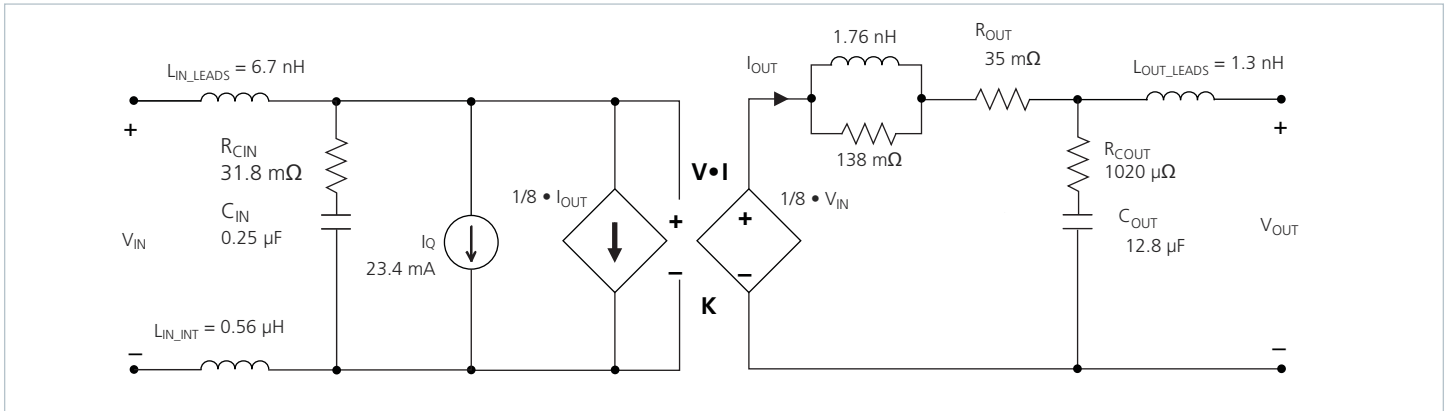 L_IN_LEADS = 6.7 nH
+
R_CIN
31.8 mΩ
C_IN
0.25 µF
V_IN
I_Q
23.4 mA
1/8 • I_OUT
L_IN_INT = 0.56 µH
−
V•I
+
−
K
1/8 • V_IN
+
−
I_OUT
1.76 nH
138 mΩ
R_OUT
35 mΩ
L_OUT_LEADS = 1.3 nH
+
R_COUT
1020 µΩ
C_OUT
12.8 µF
V_OUT
−